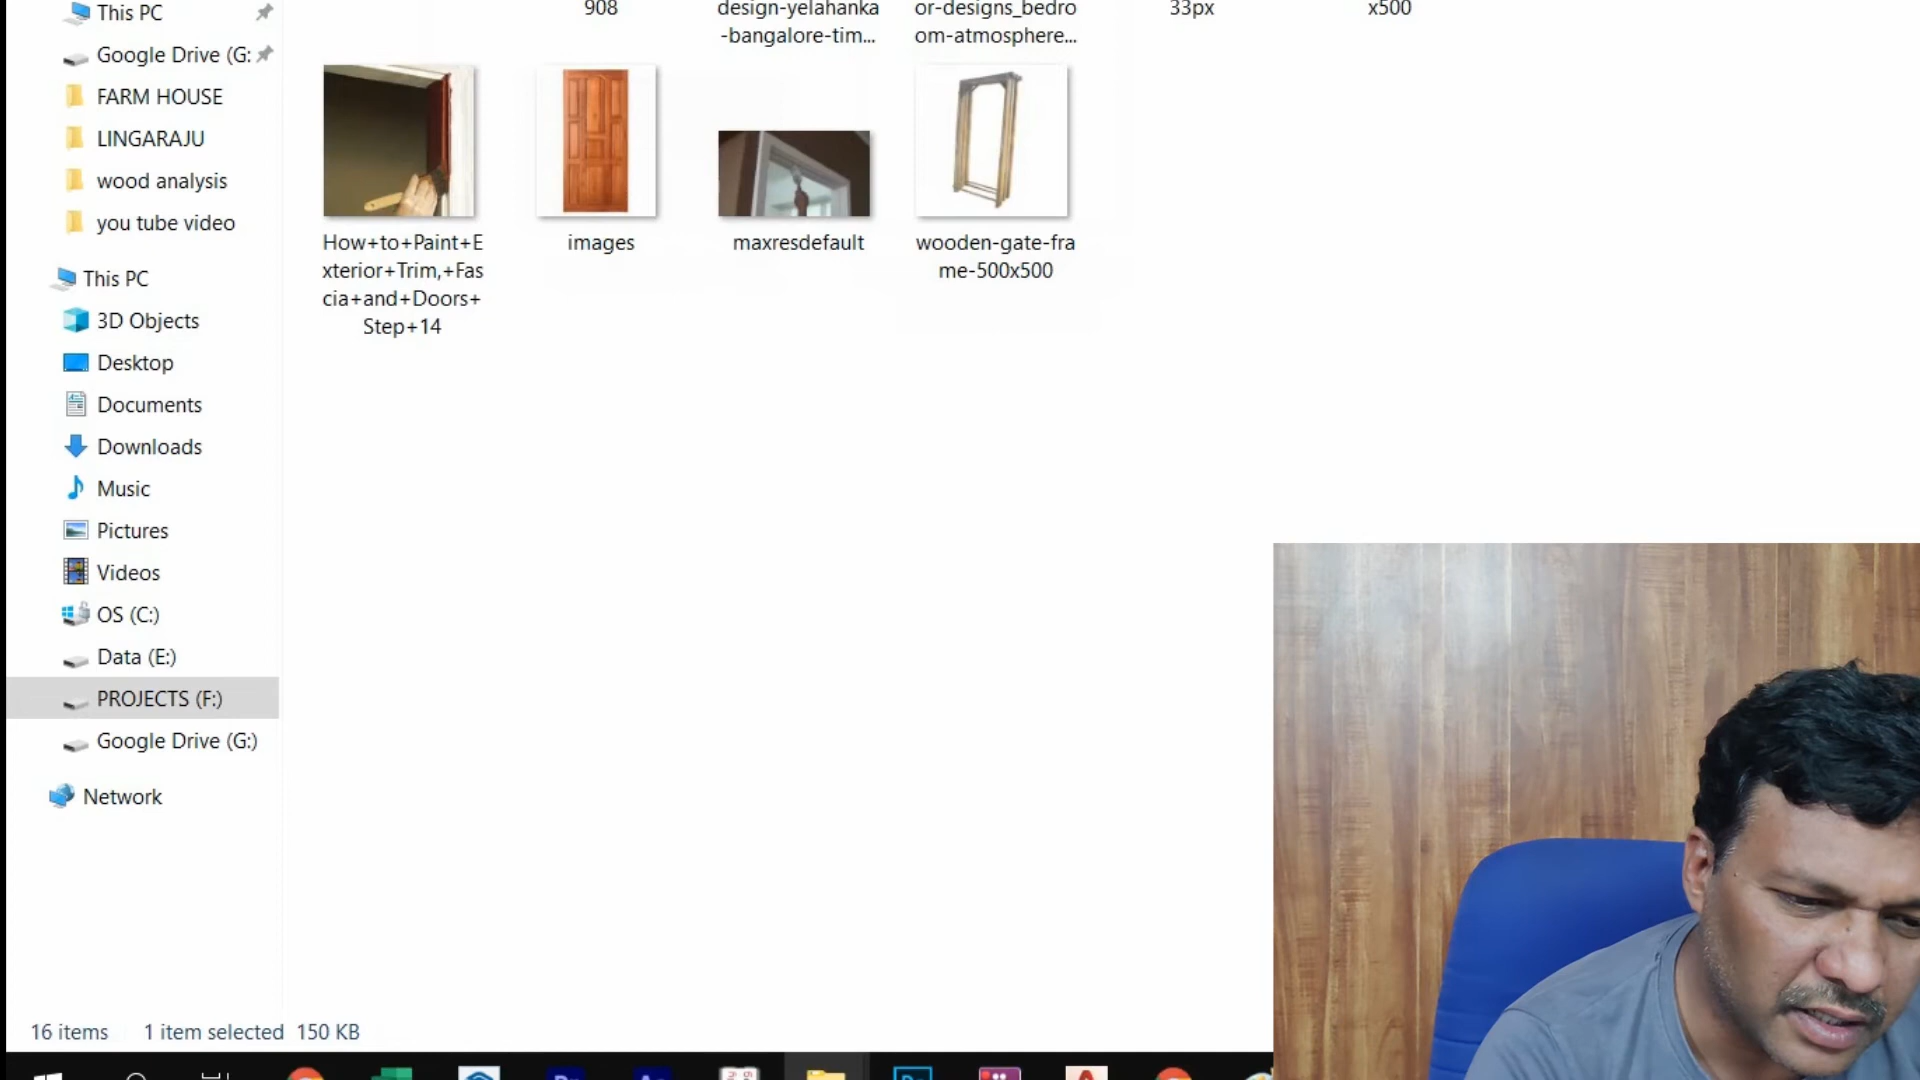 This PC
908
design-yelahanka
-bangalore-tim...
or-designs_bedro
om-atmosphere...
33px
x500
Google Drive (G:
FARM HOUSE
LINGARAJU
wood analysis
you tube video
How+to+Paint+E
xterior+Trim,+Fas
cia+and+Doors+
Step+14
images
maxresdefault
wooden-gate-fra
me-500x500
This PC
3D Objects
Desktop
Documents
Downloads
Music
Pictures
Videos
OS (C:)
Data (E:)
PROJECTS (F:)
Google Drive (G:)
Network
16 items
1 item selected 150 KB